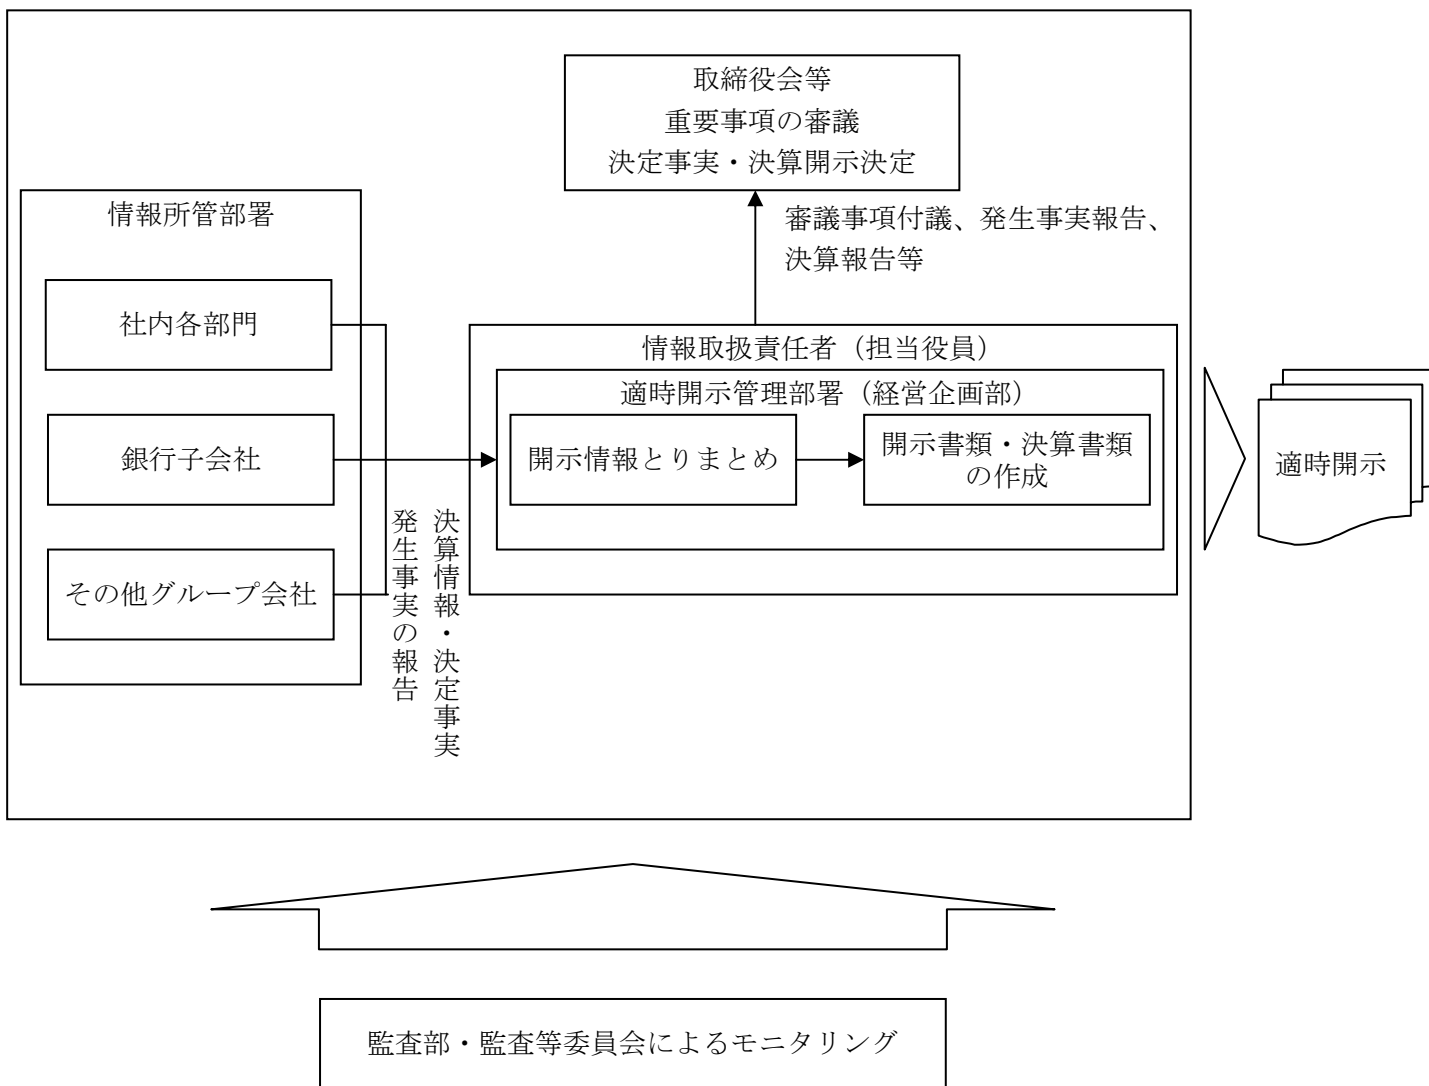 取締役会等
重要事項の審議
決定事実・決算開示決定
審議事項付議、発生事実報告、
決算報告等
情報所管部署
社内各部門
銀行子会社
その他グループ会社
決算情報・決定事実
発生事実の報告
情報取扱責任者（担当役員）
適時開示管理部署（経営企画部）
開示情報とりまとめ
開示書類・決算書類
の作成
適時開示
監査部・監査等委員会によるモニタリング